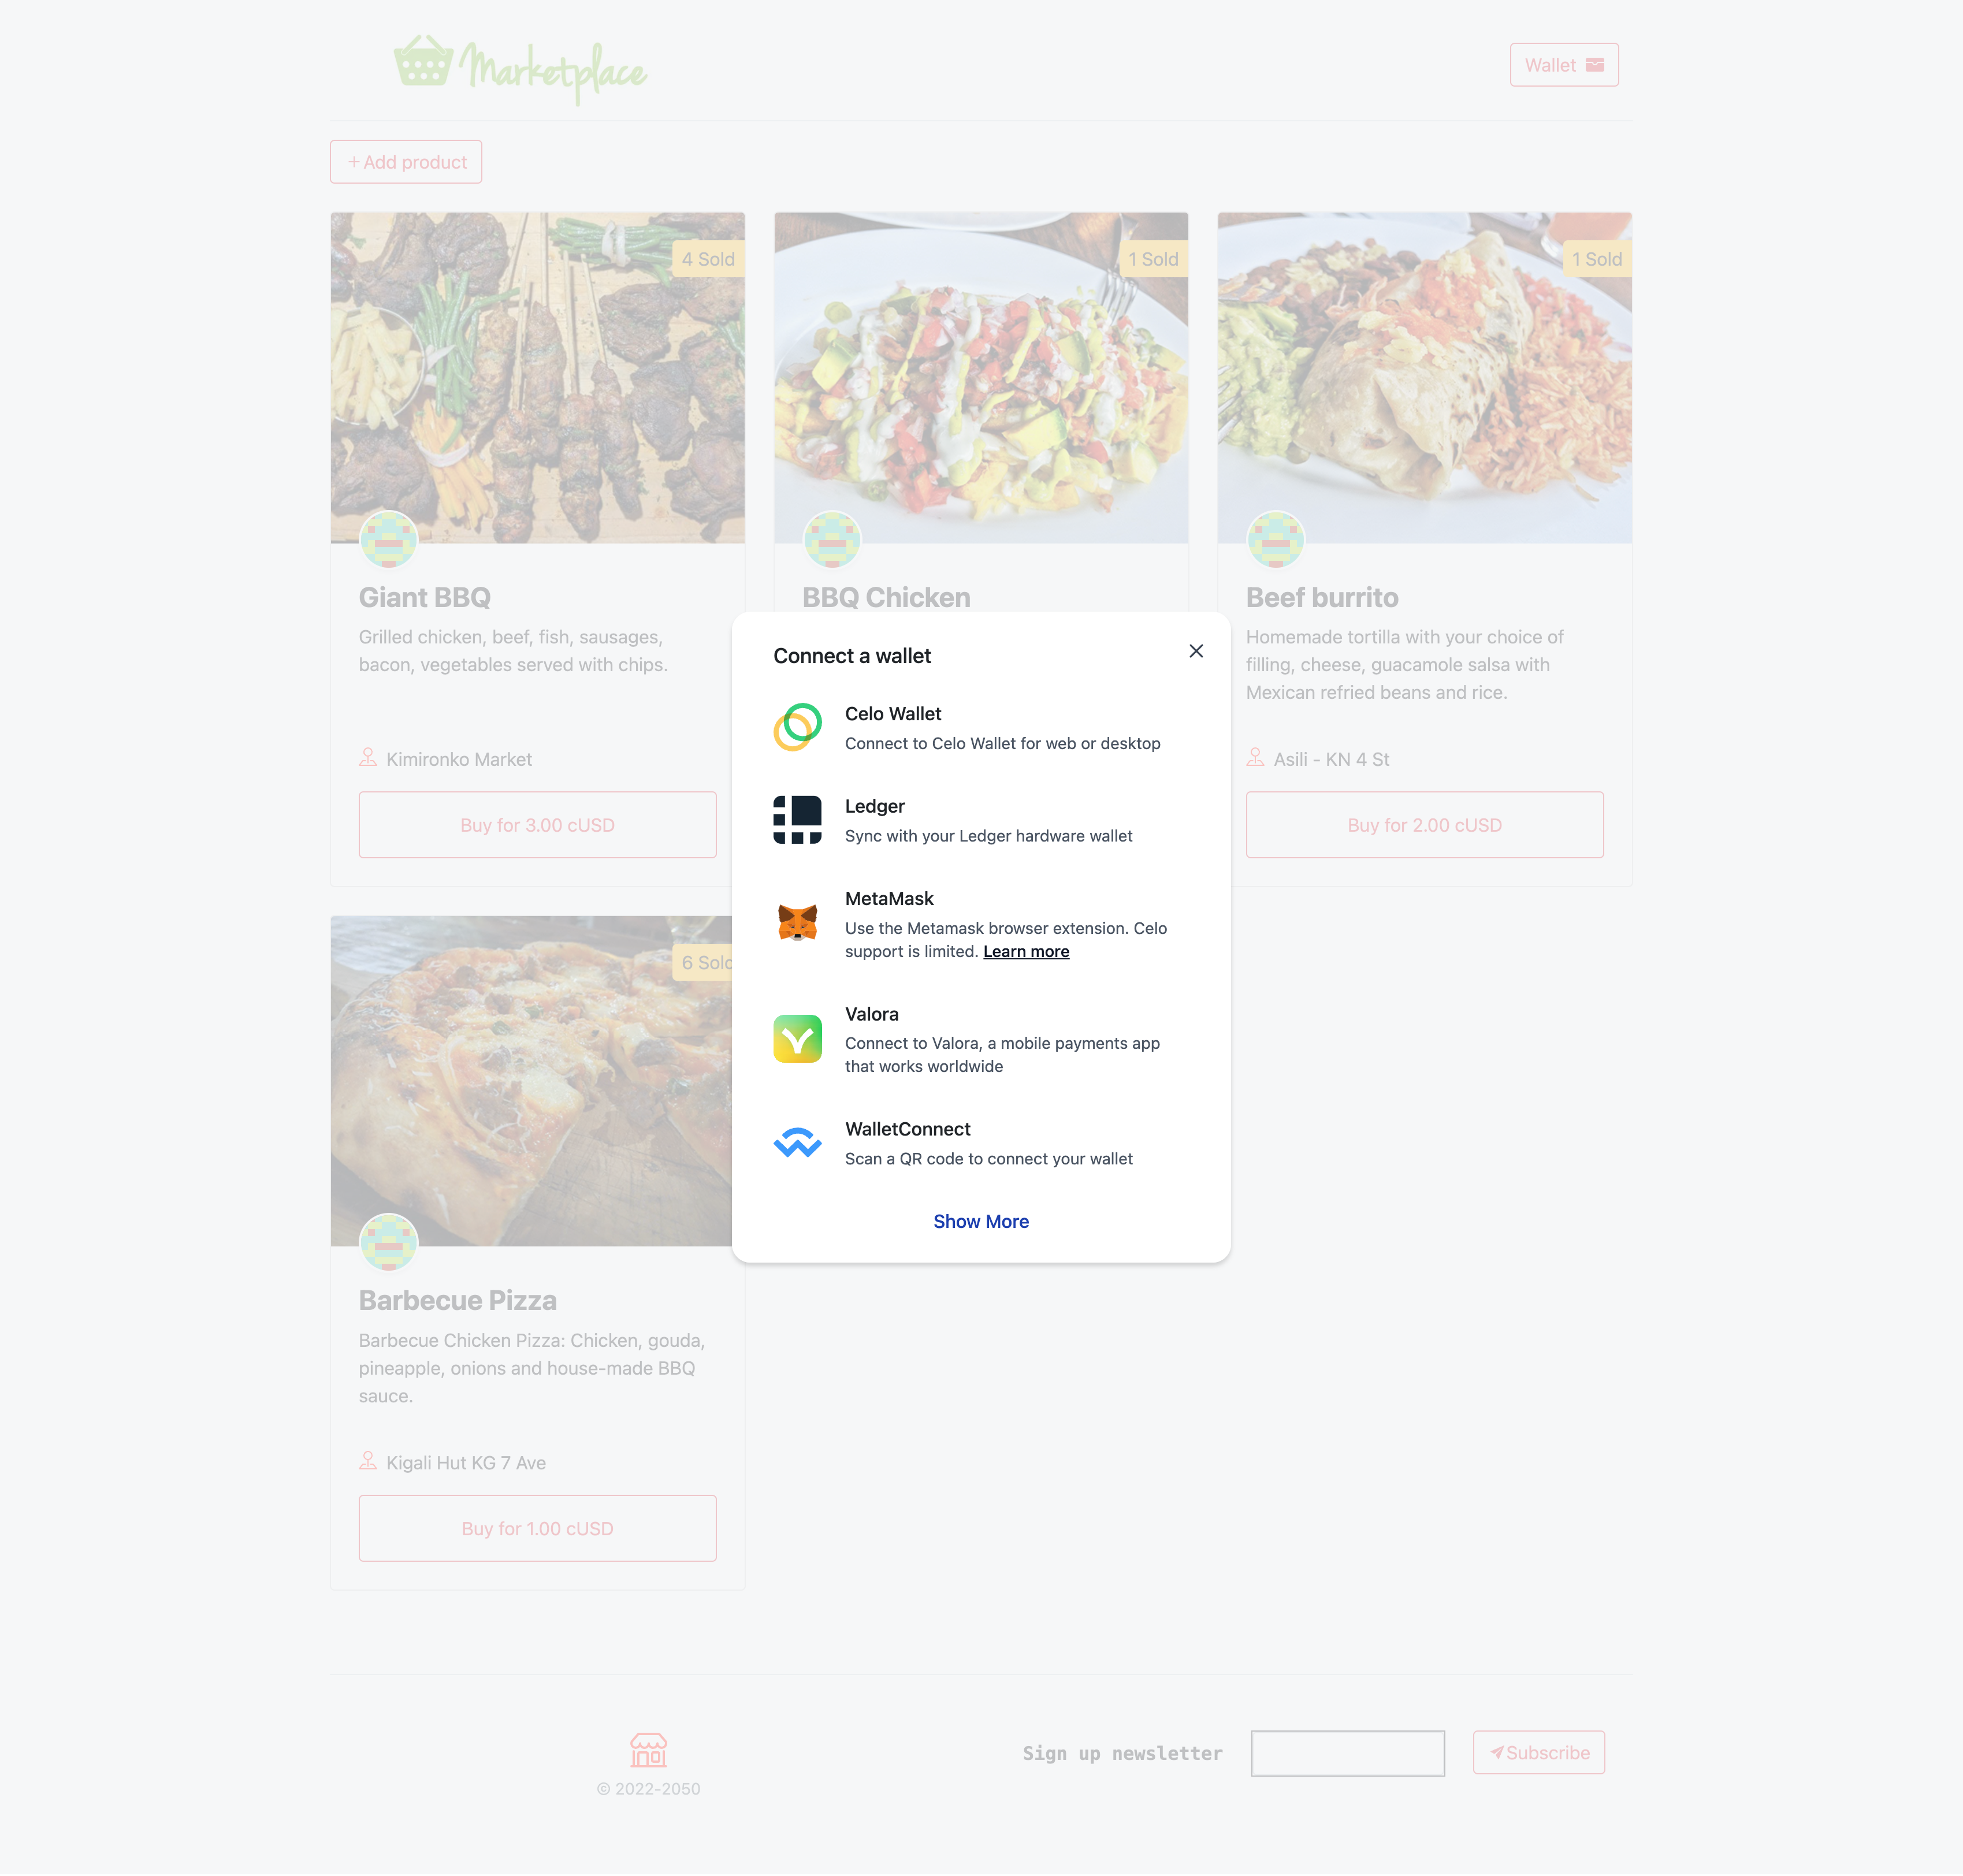 Marketplace
Wallet
+ Add product
4 Sold
1 Sold
1 Sold
Giant BBQ
Grilled chicken, beef, fish, sausages,
bacon, vegetables served with chips.
Kimironko Market
Buy for 3.00 cUSD
BBQ Chicken
Beef burrito
Homemade tortilla with your choice of
filling, cheese, guacamole salsa with
Mexican refried beans and rice.
Asili - KN 4 St
Buy for 2.00 cUSD
Connect a wallet
Celo Wallet
Connect to Celo Wallet for web or desktop
Ledger
Sync with your Ledger hardware wallet
MetaMask
Use the Metamask browser extension. Celo
support is limited. Learn more
Valora
Connect to Valora, a mobile payments app
that works worldwide
WalletConnect
Scan a QR code to connect your wallet
Show More
6 Sold
Barbecue Pizza
Barbecue Chicken Pizza: Chicken, gouda,
pineapple, onions and house-made BBQ
sauce.
Kigali Hut KG 7 Ave
Buy for 1.00 cUSD
© 2022-2050
Sign up newsletter
Subscribe